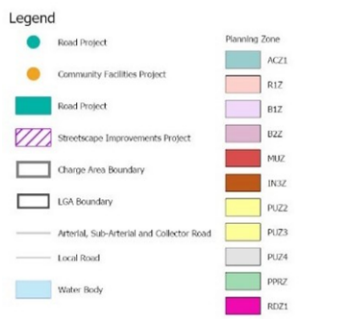 Legend
Road Project
Community Facilities Project
Road Project
Streetscape Improvements Project
Charge Area Boundary
LGA Boundary
Arterial, Sub-Arterial and Collector Road
Local Road
Water Body
Planning Zone
ACZ1
R1Z
B1Z
B2Z
MUZ
IN3Z
PUZ2
PUZ3
PUZ4
PPRZ
RDZ1